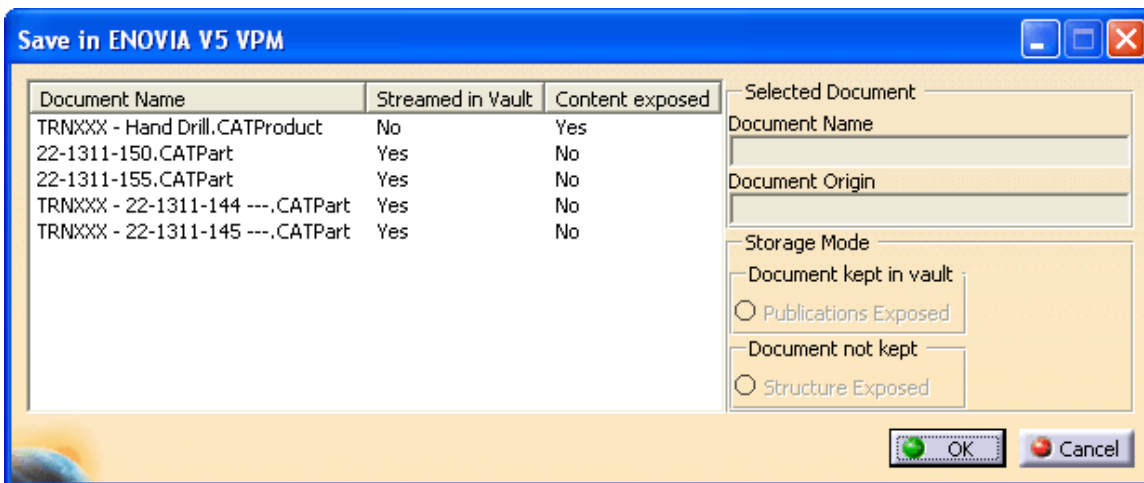 Save in ENOVIA V5 VPM
Document Name Streamed in Vault Content exposed
TRNXXX - Hand Drill.CATProduct No Yes
22-1311-150.CATPart Yes No
22-1311-155.CATPart Yes No
TRNXXX - 22-1311-144 ---.CATPart Yes No
TRNXXX - 22-1311-145 ---.CATPart Yes No
Selected Document
Document Name
Document Origin
Storage Mode
Document kept in vault
Publications Exposed
Document not kept
Structure Exposed
OK Cancel